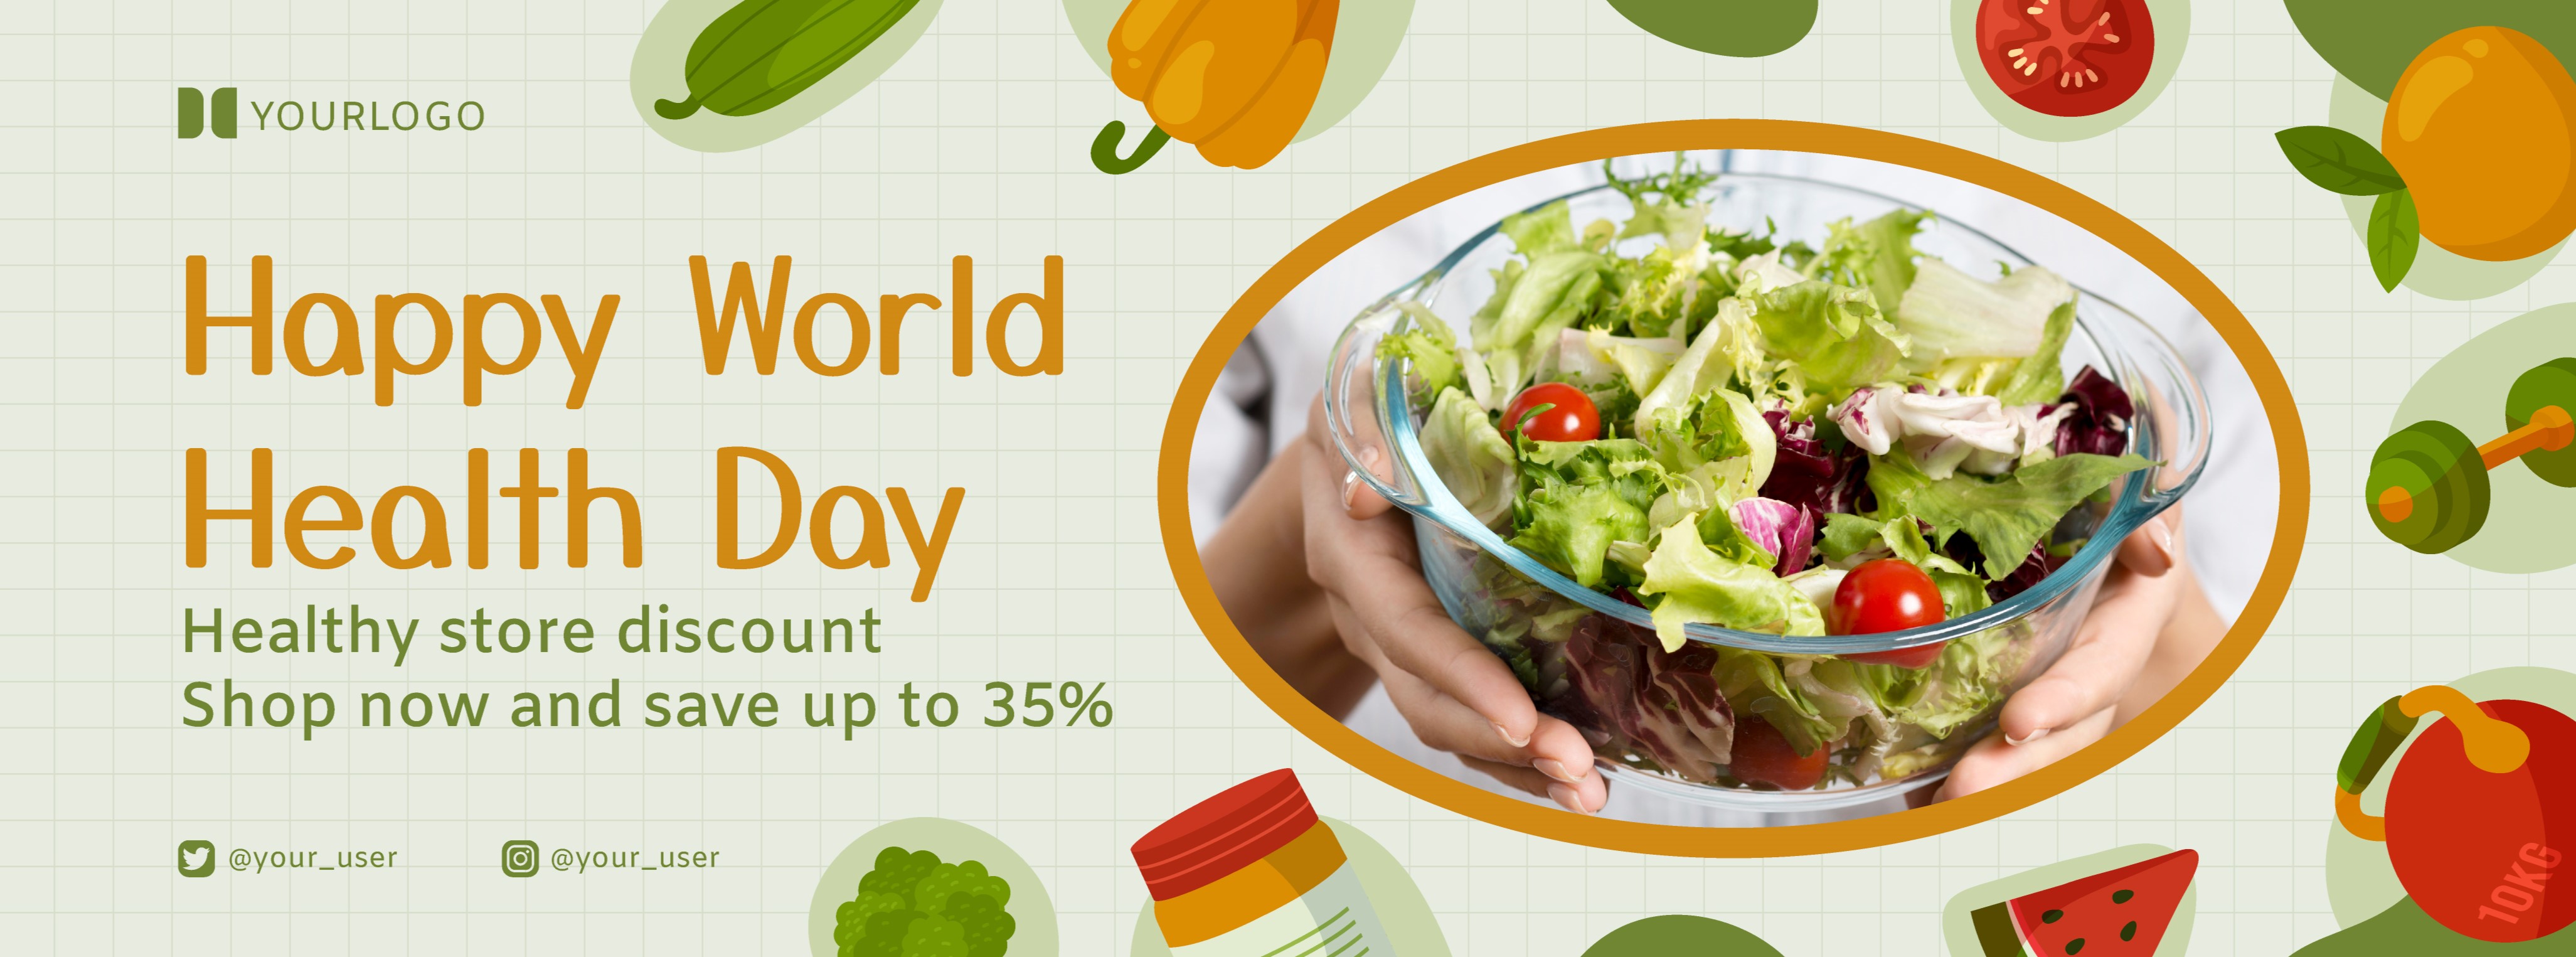 YOURLOGO
Happy World
Health Day
Healthy store discount
Shop now and save up to 35%
@your_user
@your_user
10KG